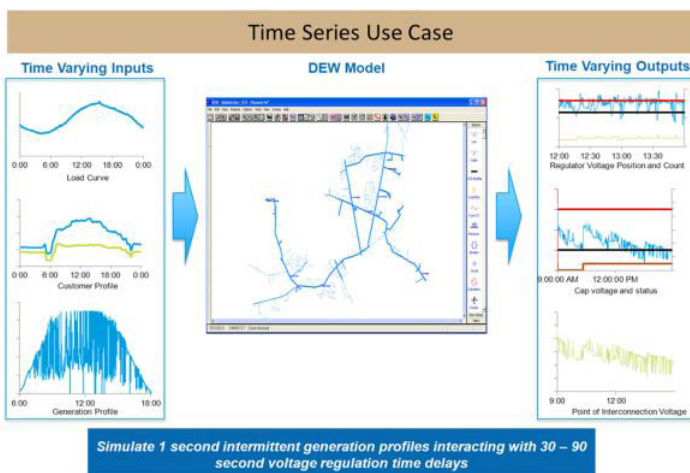 Time Series Use Case
Time Varying Inputs
DEW Model
Time Varying Outputs
0:00 6:00 12:00 18:00 0:00
Load Curve
0:00 6:00 12:00 18:00 0:00
Customer Profile
6:00 12:00 18:00
Generation Profile
12:00 12:30 13:00 13:30
Regulator Voltage Position and Count
9:00:00 AM 12:00:00 PM
Cap voltage and status
9:00 12:00
Point of Interconnection Voltage
Simulate 1 second intermittent generation profiles interacting with 30 – 90
second voltage regulation time delays